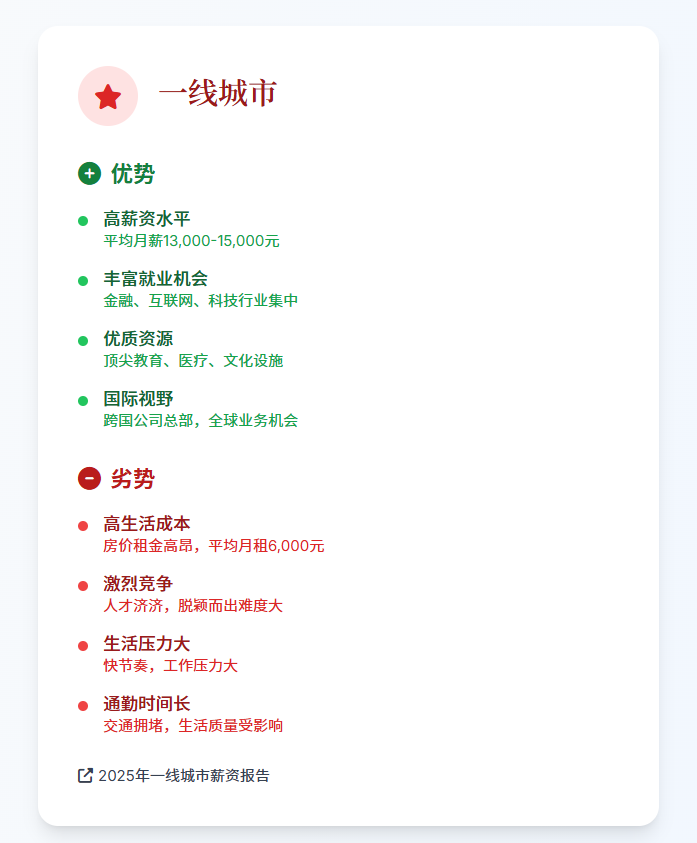 一线城市
优势
高薪资水平
平均月薪13,000-15,000元
丰富就业机会
金融、互联网、科技行业集中
优质资源
顶尖教育、医疗、文化设施
国际视野
跨国公司总部，全球业务机会
劣势
高生活成本
房价租金高昂，平均月租6,000元
激烈竞争
人才济济，脱颖而出难度大
生活压力大
快节奏，工作压力大
通勤时间长
交通拥堵，生活质量受影响
2025年一线城市薪资报告